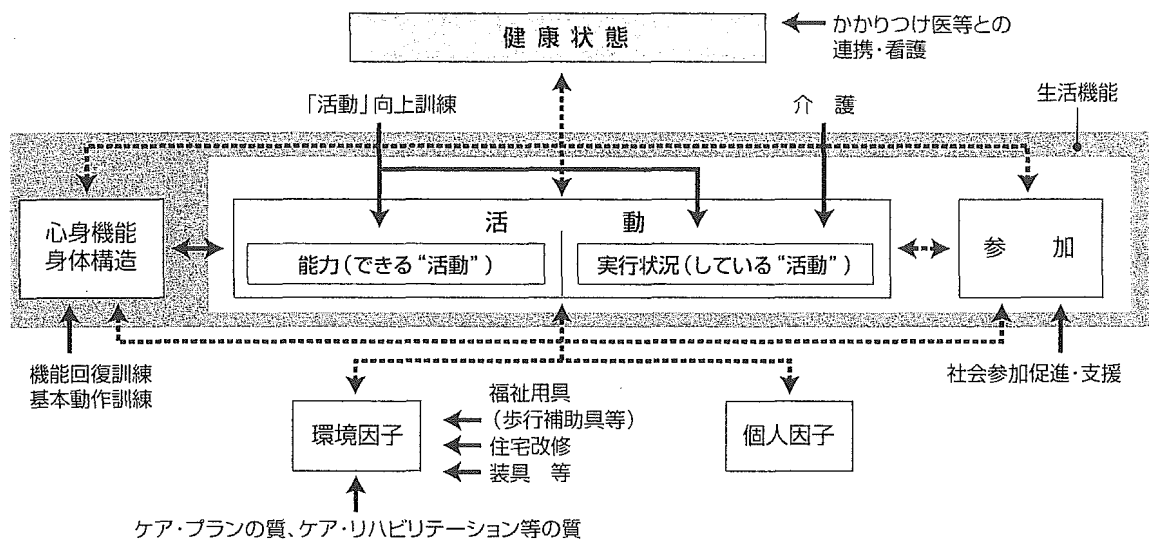 健康状態
かかりつけ医等との
連携・看護
「活動」向上訓練
介護
生活機能
心身機能
身体構造
活動
能力(できる“活動”)
実行状況(している“活動”)
参加
機能回復訓練
基本動作訓練
社会参加促進・支援
環境因子
福祉用具
(歩行補助具等)
住宅改修
装具 等
個人因子
ケア・プランの質、ケア・リハビリテーション等の質